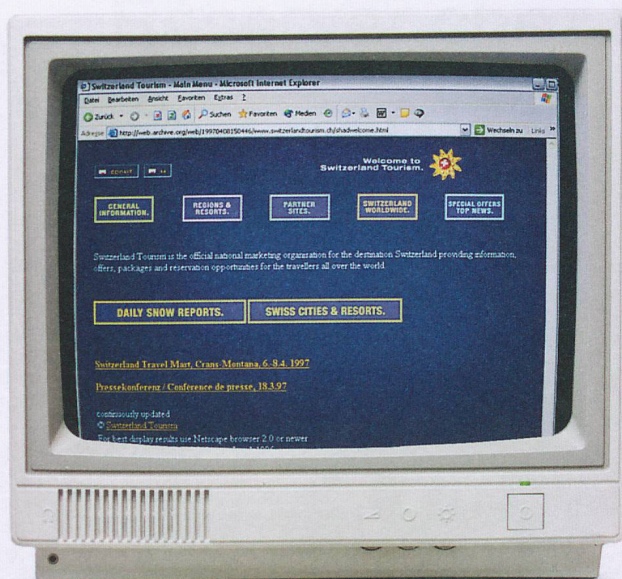 Switzerland Tourism - Main Menu - Microsoft Internet Explorer
Datei Bearbeiten Ansicht Favoriten Extras ?
Zurück Suchen Favoriten Medien
Adresse http://web.archive.org/web/19970408150446/www.switzerlandtourism.ch/shadwelcome.html Wechseln zu Links »
Welcome to
Switzerland Tourism.
GENERAL
INFORMATION.
REGIONS &
RESORTS.
PARTNER
SITES.
SWITZERLAND
WORLDWIDE.
SPECIAL OFFERS
TOP NEWS.
Switzerland Tourism is the official national marketing organisation for the destination Switzerland providing information,
offers, packages and reservation opportunities for the travellers all over the world
DAILY SNOW REPORTS.
SWISS CITIES & RESORTS.
Switzerland Travel Mart, Crans-Montana, 6.-8.4. 1997
Pressekonferenz / Conférence de presse, 18.3.97
continuously updated
© Switzerland Tourism
For best display results use Netscape browser 2.0 or newer